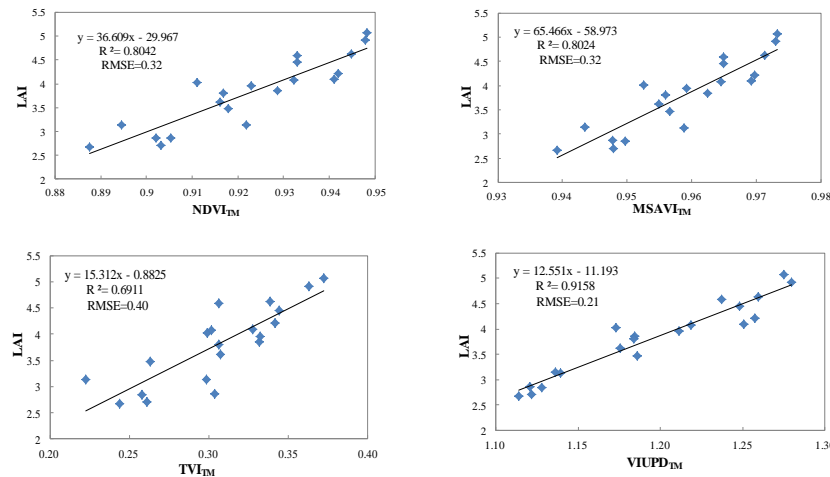 5.5
5
4.5
4
3.5
3
2.5
2
LAI
y = 36.609x - 29.967
R ²= 0.8042
RMSE=0.32
0.88 0.89 0.9 0.91 0.92 0.93 0.94 0.95
NDVITM
5.5
5
4.5
4
3.5
3
2.5
2
LAI
y = 65.466x - 58.973
R ²= 0.8024
RMSE=0.32
0.93 0.94 0.95 0.96 0.97 0.98
MSAVITM
5.5
5
4.5
4
3.5
3
2.5
2
LAI
y = 15.312x - 0.8825
R ²= 0.6911
RMSE=0.40
0.20 0.25 0.30 0.35 0.40
TVITM
5.5
5
4.5
4
3.5
3
2.5
2
LAI
y = 12.551x - 11.193
R ²= 0.9158
RMSE=0.21
1.10 1.15 1.20 1.25 1.30
VIUPDTM